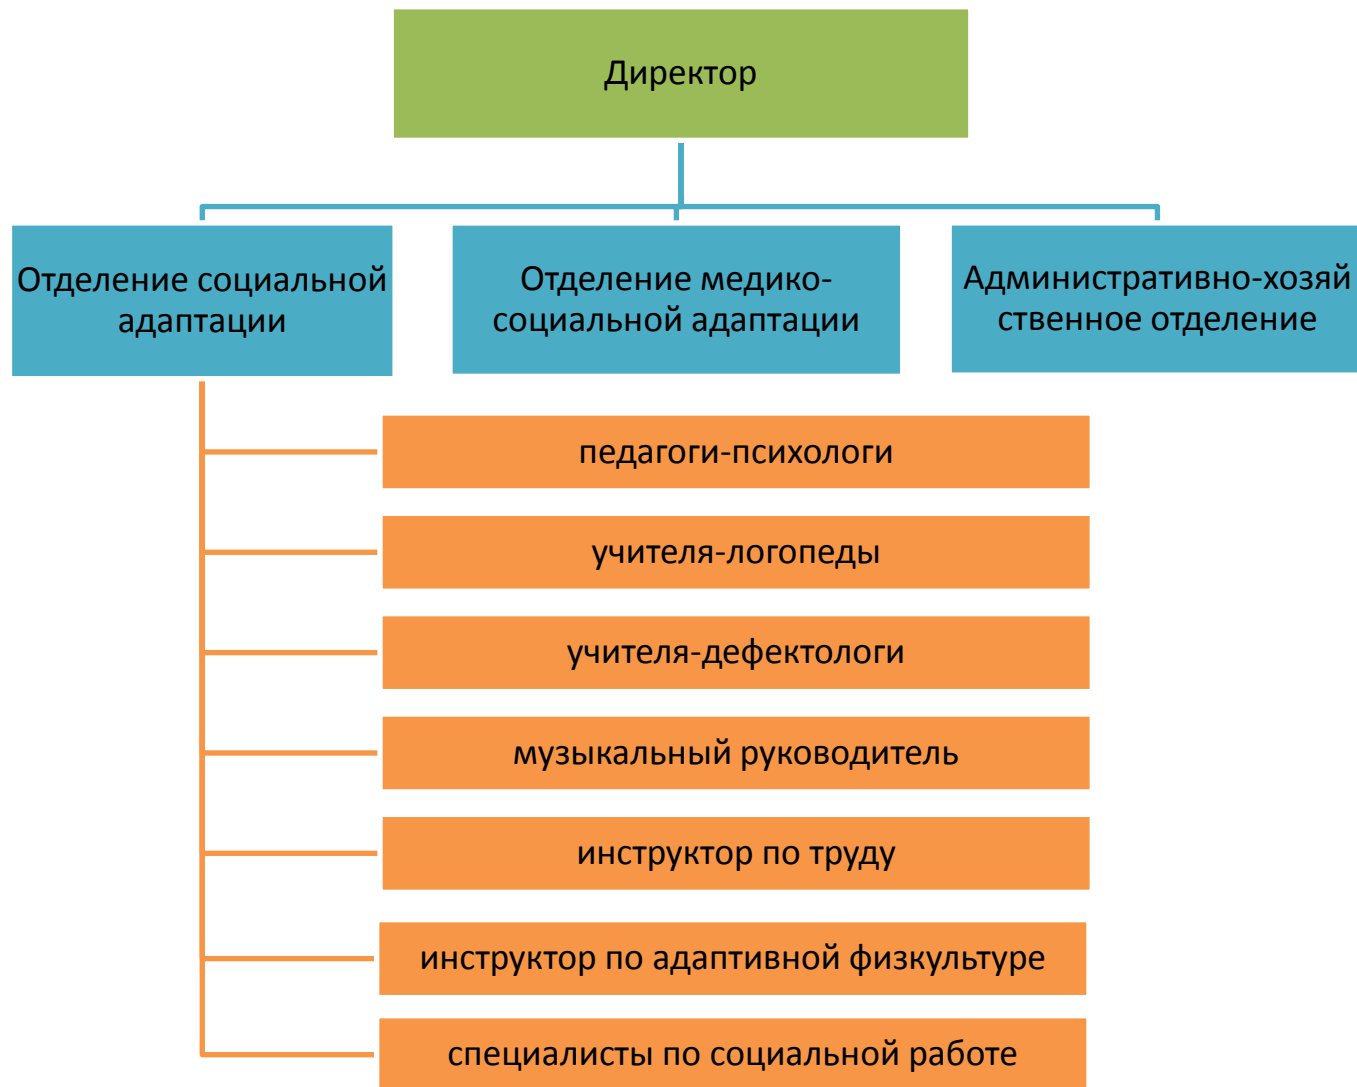 Директор
Отделение социальной
адаптации
Отделение медико-
социальной адаптации
Административно-хозяй
ственное отделение
педагоги-психологи
учителя-логопеды
учителя-дефектологи
музыкальный руководитель
инструктор по труду
инструктор по адаптивной физкультуре
специалисты по социальной работе